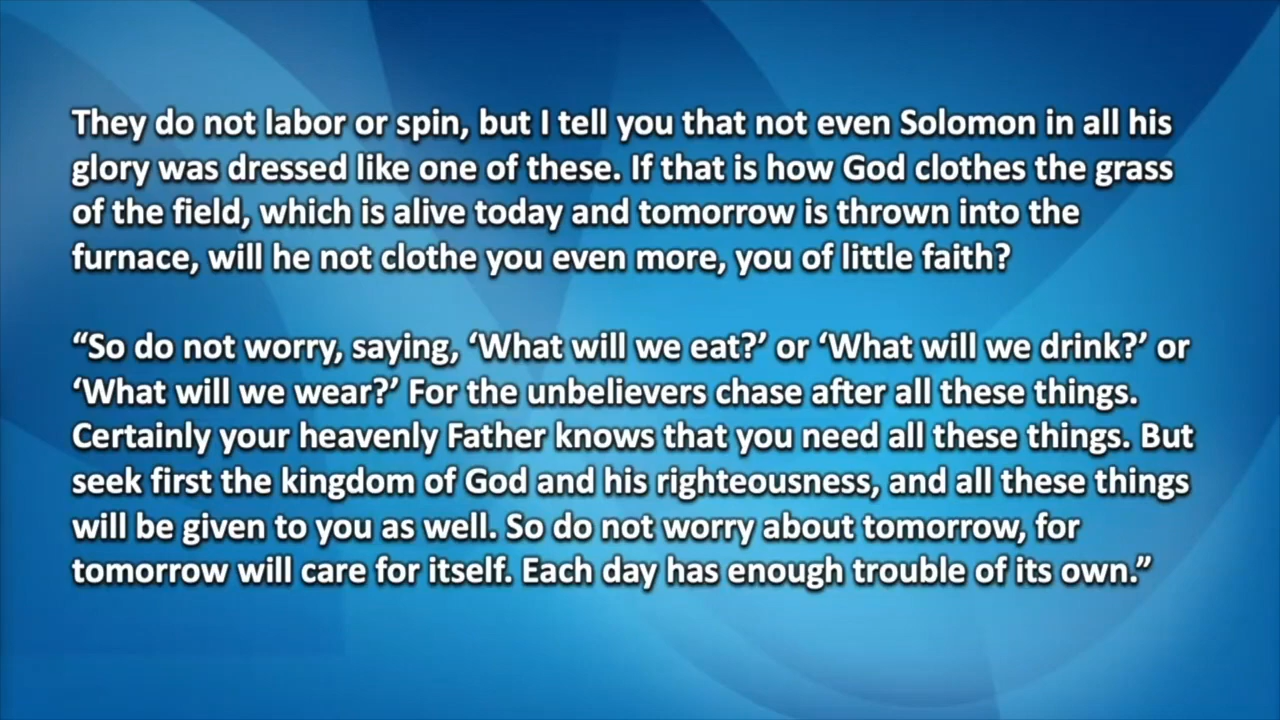 They do not labor or spin, but I tell you that not even Solomon in all his
glory was dressed like one of these. If that is how God clothes the grass
of the field, which is alive today and tomorrow is thrown into the
furnace, will he not clothe you even more, you of little faith?
“So do not worry, saying, ‘What will we eat?’ or ‘What will we drink?’ or
‘What will we wear?’ For the unbelievers chase after all these things.
Certainly your heavenly Father knows that you need all these things. But
seek first the kingdom of God and his righteousness, and all these things
will be given to you as well. So do not worry about tomorrow, for
tomorrow will care for itself. Each day has enough trouble of its own.”